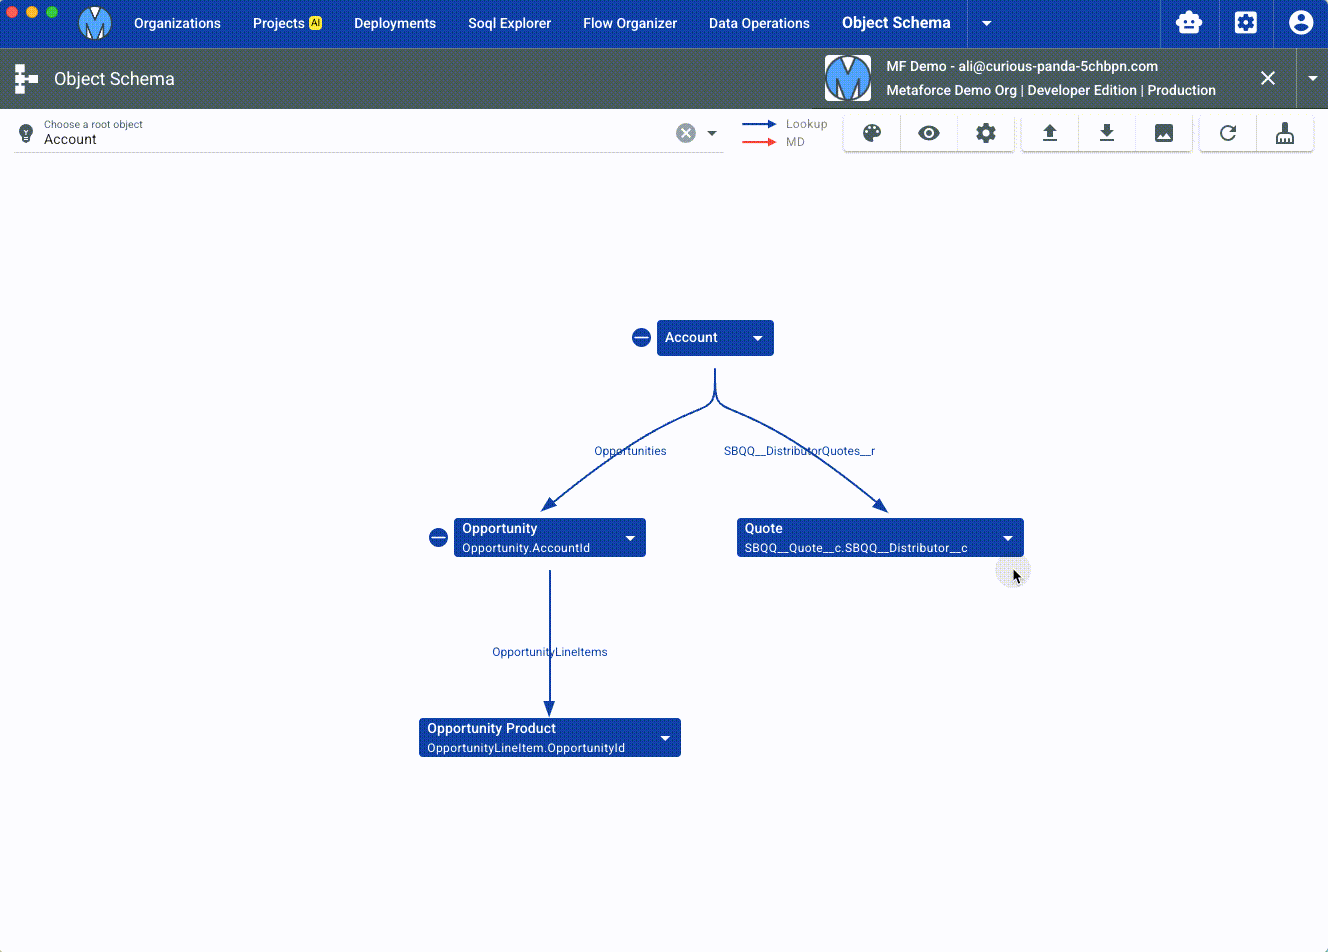 Organizations Projects AI Deployments Soql Explorer Flow Organizer Data Operations Object Schema
Object Schema
MF Demo - ali@curious-panda-5chbpn.com
Metaforce Demo Org | Developer Edition | Production
Choose a root object
Account
Lookup
MD
Account
Opportunities
SBQQ__DistributorQuotes__r
Opportunity
Opportunity.AccountId
Quote
SBQQ__Quote__c.SBQQ__Distributor__c
OpportunityLineItems
Opportunity Product
OpportunityLineItem.OpportunityId